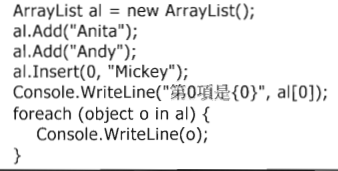 ArrayList al = new ArrayList();
al.Add("Anita");
al.Add("Andy");
al.Insert(0, "Mickey");
Console.WriteLine("第0項是{0}", al[0]);
foreach (object o in al) {
    Console.WriteLine(o);
}